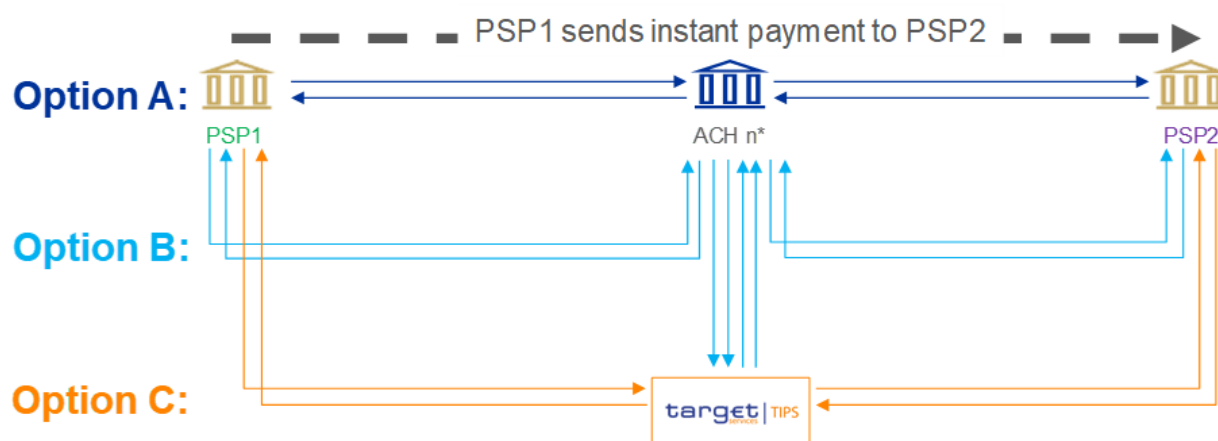 PSP1 sends instant payment to PSP2
Option A:
PSP1
ACH n*
PSP2
Option B:
Option C:
target services | TIPS